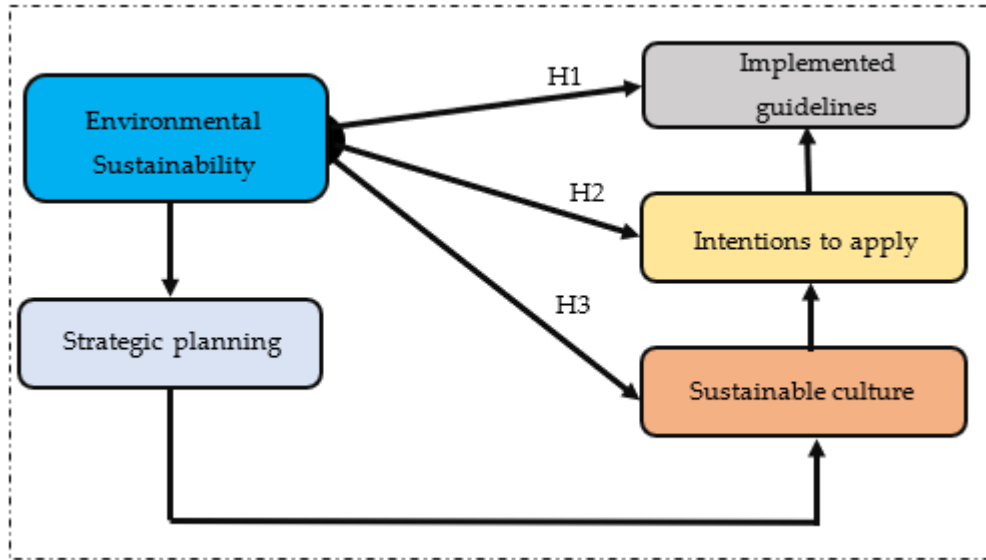 Environmental
Sustainability
H1
Implemented
guidelines
H2
Intentions to apply
Strategic planning
H3
Sustainable culture